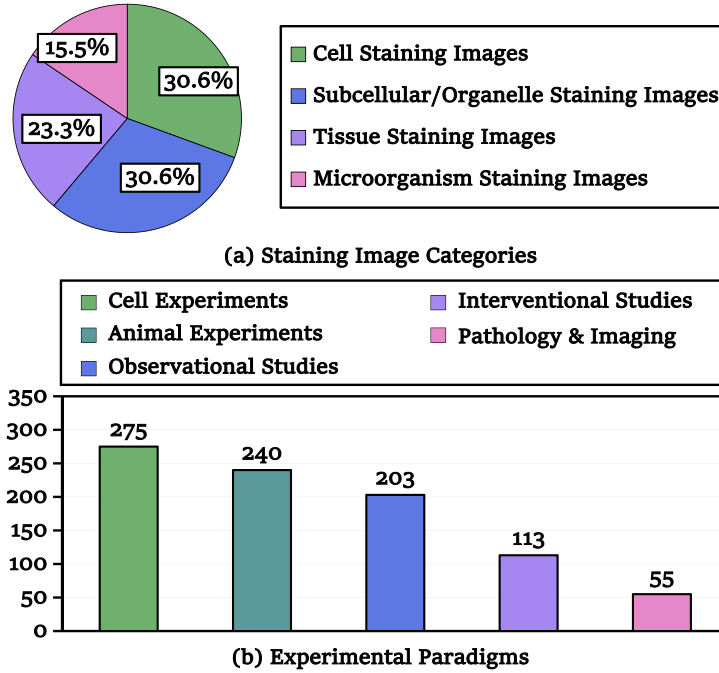 15.5%
30.6%
23.3%
30.6%
Cell Staining Images
Subcellular/Organelle Staining Images
Tissue Staining Images
Microorganism Staining Images
(a) Staining Image Categories
Cell Experiments
Animal Experiments
Observational Studies
Interventional Studies
Pathology & Imaging
350
300
250
200
150
100
50
0
275
240
203
113
55
(b) Experimental Paradigms